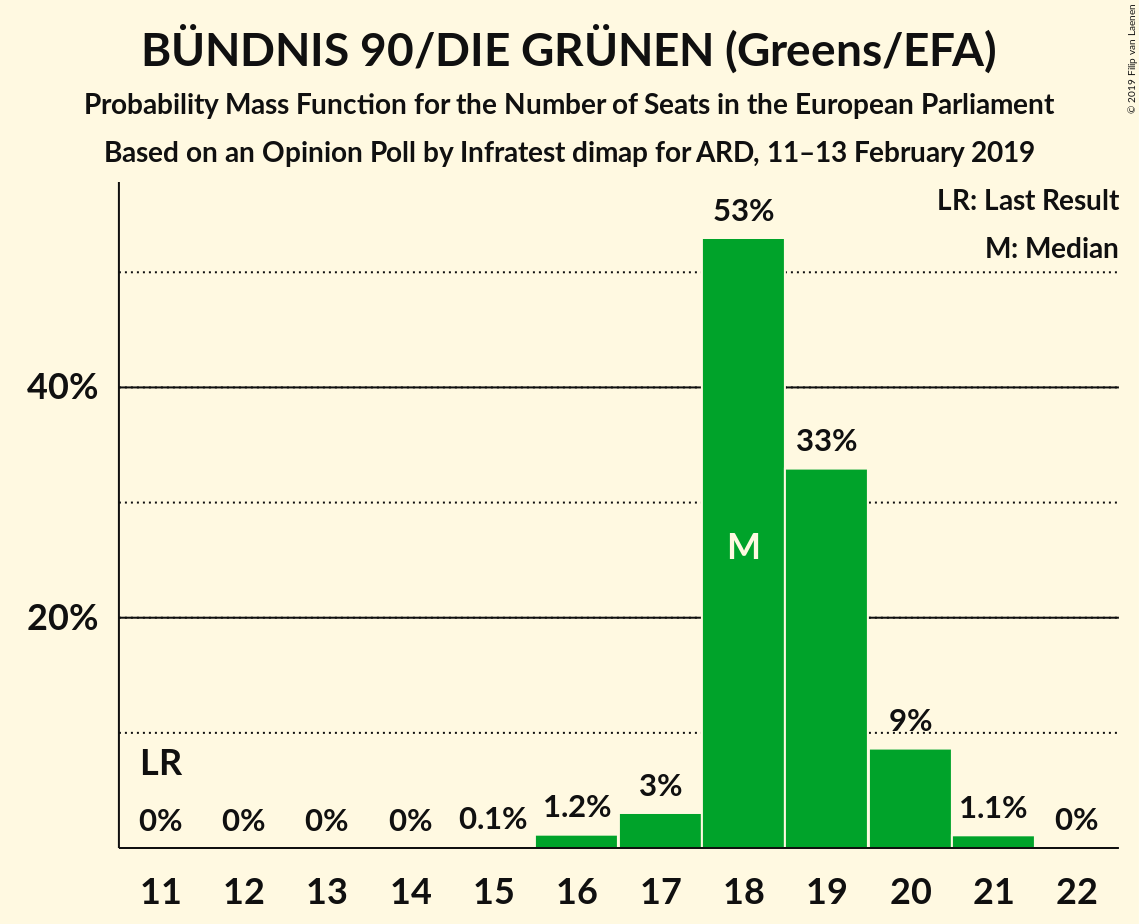 BÜNDNIS 90/DIE GRÜNEN (Greens/EFA)
Probability Mass Function for the Number of Seats in the European Parliament
Based on an Opinion Poll by Infratest dimap for ARD, 11–13 February 2019
© 2019 Filip van Laenen
LR: Last Result
M: Median
53%
40%
33%
M
20%
9%
LR
3%
0% 0% 0% 0% 0.1% 1.2% 1.1% 0%
11 12 13 14 15 16 17 18 19 20 21 22